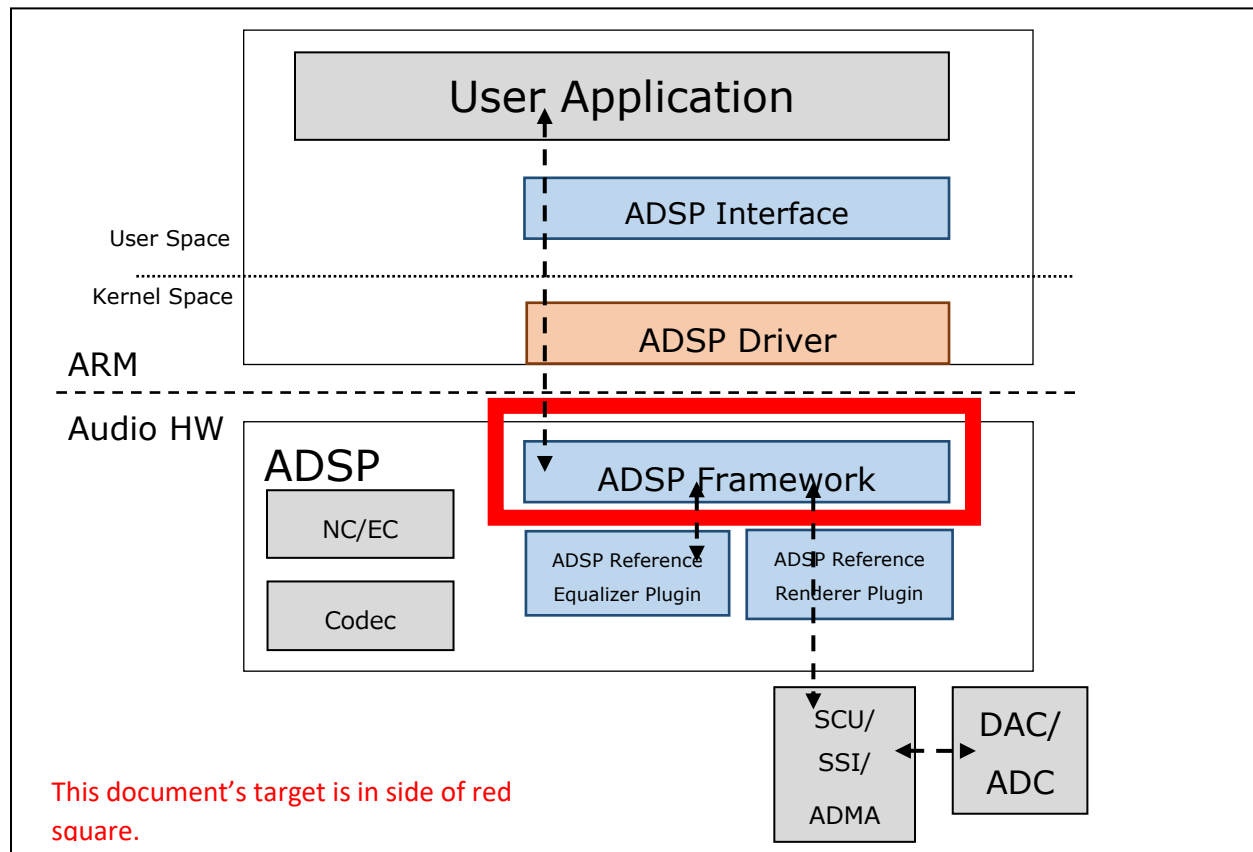 User Application
ADSP Interface
User Space
Kernel Space
ADSP Driver
ARM
Audio HW
ADSP
ADSP Framework
NC/EC
ADSP Reference
Equalizer Plugin
ADSP Reference
Renderer Plugin
Codec
SCU/
SSI/
ADMA
DAC/
ADC
This document’s target is in side of red
square.